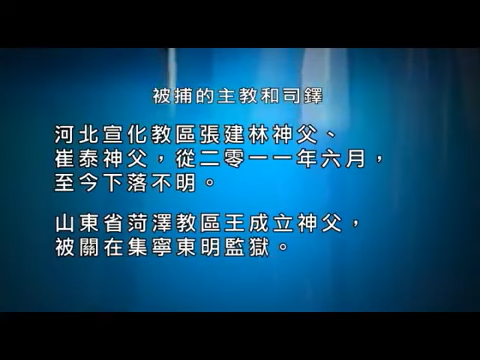 被捕的主教和司鐸
河北宣化教區張建林神父、
崔泰神父，從二零一一年六月，
至今下落不明。
山東省菏澤教區王成立神父，
被關在集寧東明監獄。